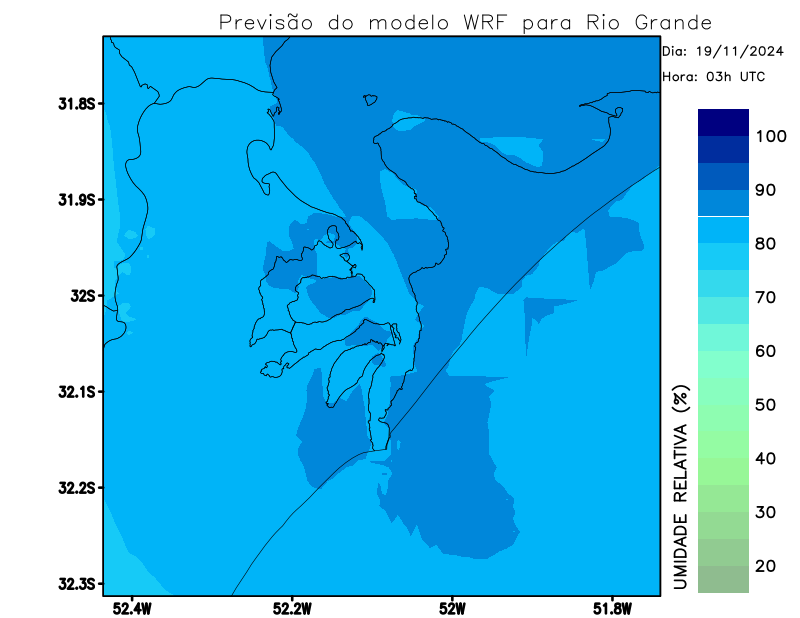 Previsão do modelo WRF para Rio Grande
Dia: 19/11/2024
Hora: 03h UTC
31.8S
31.9S
32S
32.1S
32.2S
32.3S
52.4W
52.2W
52W
51.8W
100
90
80
70
60
50
40
30
20
UMIDADE RELATIVA (%)